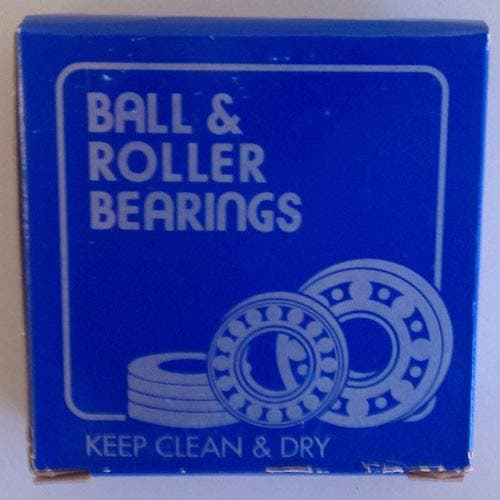 BALL &
ROLLER
BEARINGS
KEEP CLEAN & DRY